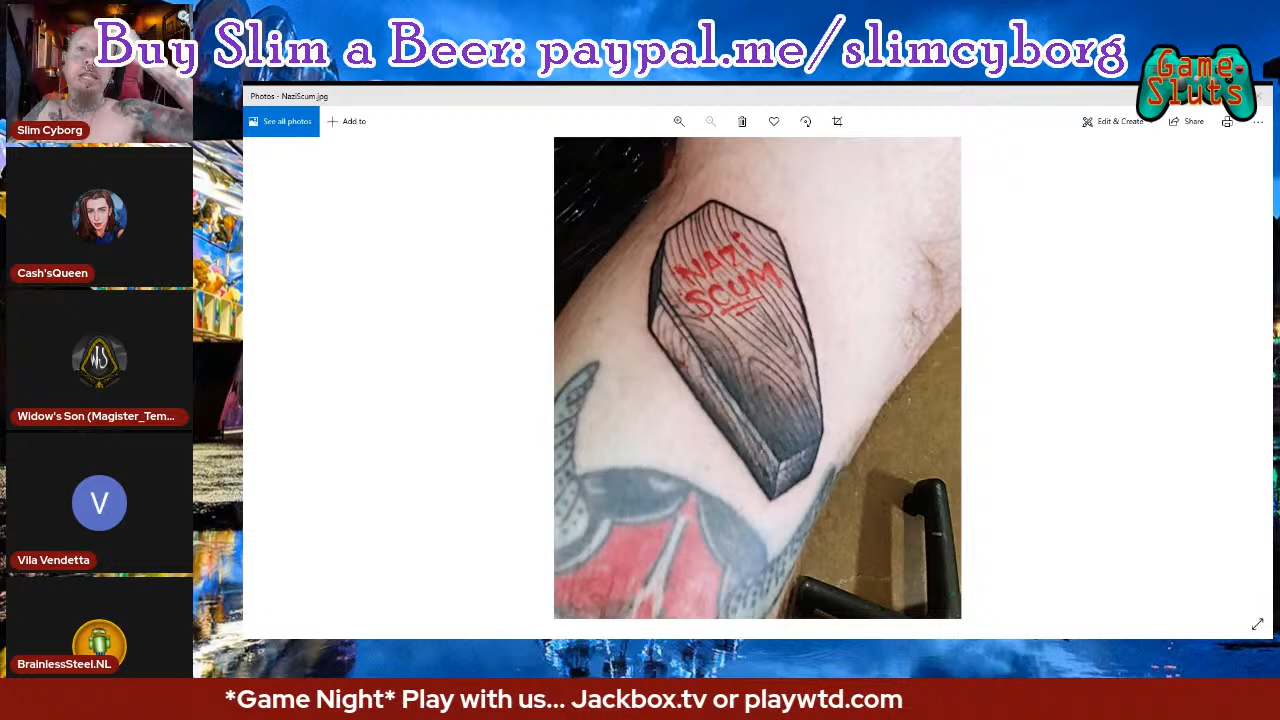 Buy Slim a Beer: paypal.me/slimcyborg
Game-
Sluts
Slim Cyborg
Cash'sQueen
Widow's Son (Magister_Tem...
V
Vila Vendetta
BrainlessSteel.NL
Photos - NaziScum.jpg
See all photos
Add to
Edit & Create
Share
NAZI
SCUM
WS
*Game Night* Play with us... Jackbox.tv or playwtd.com